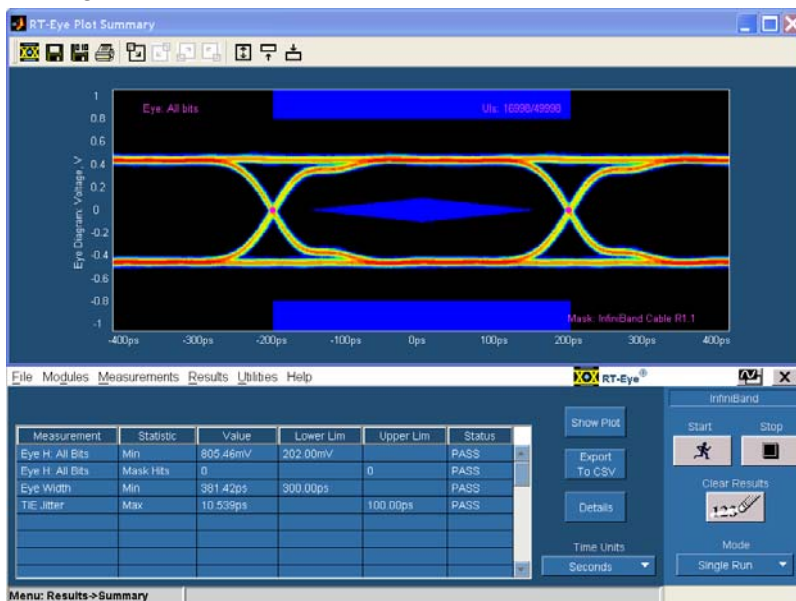 RT-Eye Plot Summary
Eye: All bits
UIs: 16990/49990
Eye Diagram: Voltage, V
1
0.8
0.6
0.4
0.2
0
-0.2
-0.4
-0.6
-0.8
-1
Mask: InfiniBand Cable R1.1
-400ps -300ps -200ps -100ps 0ps 100ps 200ps 300ps 400ps
File Modules Measurements Results Utilities Help
RT-Eye®
X
InfiniBand
Measurement Statistic Value Lower Lim Upper Lim Status
Eye H: All Bits Min 805.46mV 202.00mV PASS
Eye H: All Bits Mask Hits 0 0 PASS
Eye Width Min 381.42ps 300.00ps PASS
TIE Jitter Max 10.539ps 100.00ps PASS
Show Plot
Export To CSV
Details
Time Units
Seconds
Start Stop
Clear Results
123
Mode
Single Run
Menu: Results->Summary